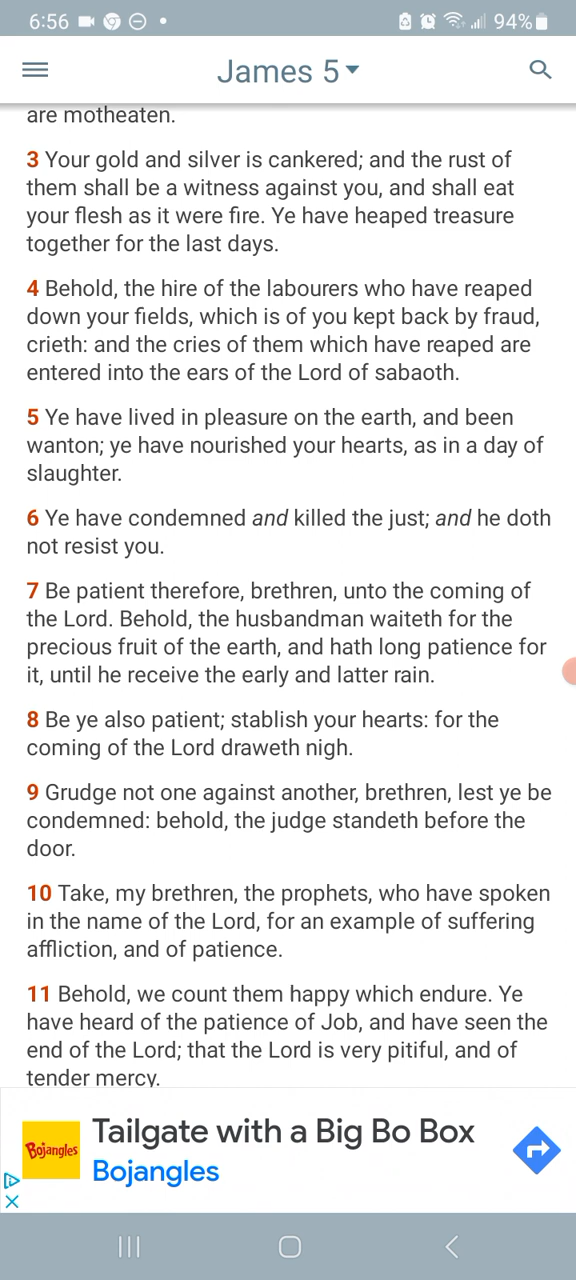 6:56
94%
James 5
are motheaten.
3 Your gold and silver is cankered; and the rust of
them shall be a witness against you, and shall eat
your flesh as it were fire. Ye have heaped treasure
together for the last days.
4 Behold, the hire of the labourers who have reaped
down your fields, which is of you kept back by fraud,
crieth: and the cries of them which have reaped are
entered into the ears of the Lord of sabaoth.
5 Ye have lived in pleasure on the earth, and been
wanton; ye have nourished your hearts, as in a day of
slaughter.
6 Ye have condemned and killed the just; and he doth
not resist you.
7 Be patient therefore, brethren, unto the coming of
the Lord. Behold, the husbandman waiteth for the
precious fruit of the earth, and hath long patience for
it, until he receive the early and latter rain.
8 Be ye also patient; stablish your hearts: for the
coming of the Lord draweth nigh.
9 Grudge not one against another, brethren, lest ye be
condemned: behold, the judge standeth before the
door.
10 Take, my brethren, the prophets, who have spoken
in the name of the Lord, for an example of suffering
affliction, and of patience.
11 Behold, we count them happy which endure. Ye
have heard of the patience of Job, and have seen the
end of the Lord; that the Lord is very pitiful, and of
tender mercy.
Bojangles
Tailgate with a Big Bo Box
Bojangles